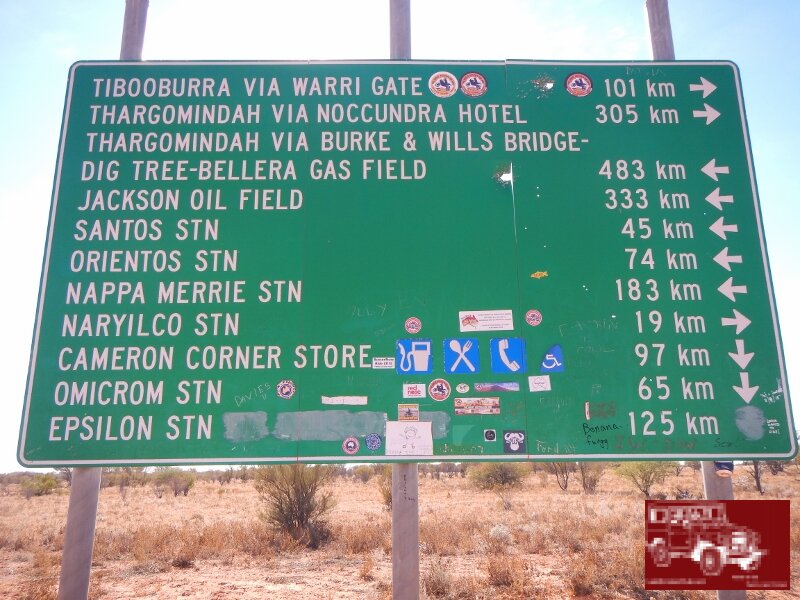 TIBOOBURRA VIA WARRI GATE 101 km
THARGOMINDAH VIA NOCCUNDRA HOTEL 305 km
THARGOMINDAH VIA BURKE & WILLS BRIDGE-
DIG TREE-BELLERA GAS FIELD 483 km
JACKSON OIL FIELD 333 km
SANTOS STN 45 km
ORIENTOS STN 74 km
NAPPA MERRIE STN 183 km
NARYILCO STN 19 km
CAMERON CORNER STORE 97 km
OMICROM STN 65 km
DAVIES
EPSILON STN 125 km
Banana-